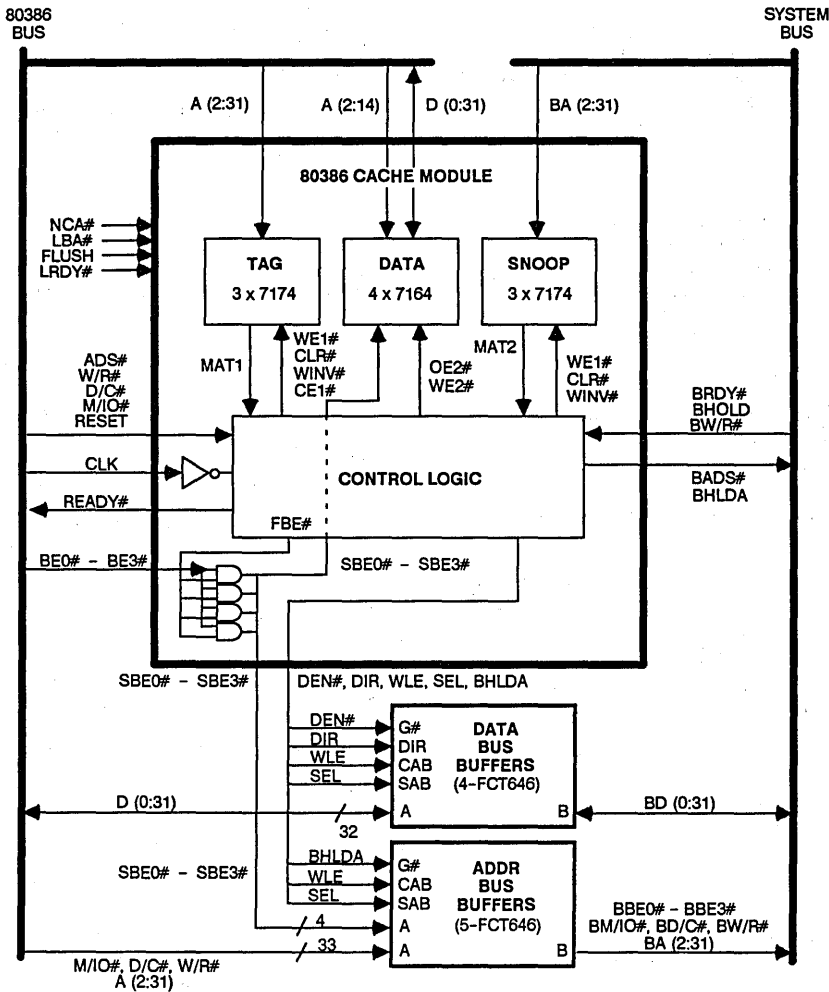 80386
BUS
SYSTEM
BUS
A (2:31)
A (2:14)
D (0:31)
BA (2:31)
80386 CACHE MODULE
NCA#
LBA#
FLUSH
LRDY#
TAG
3 x 7174
DATA
4 x 7164
SNOOP
3 x 7174
MAT1
WE1#
CLR#
WINV#
CE1#
OE2#
WE2#
MAT2
WE1#
CLR#
WINV#
ADS#
W/R#
D/C#
M/IO#
RESET
BRDY#
BHOLD
BW/R#
CLK
CONTROL LOGIC
BADS#
BHLDA
READY#
FBE#
BE0# - BE3#
SBE0# - SBE3#
SBE0# - SBE3#
DEN#, DIR, WLE, SEL, BHLDA
DEN#
DIR
WLE
SEL
G#
DIR
CAB
SAB
DATA
BUS
BUFFERS
(4-FCT646)
D (0:31)
32
A
B
BD (0:31)
SBE0# - SBE3#
BHLDA
WLE
SEL
G#
CAB
SAB
ADDR
BUS
BUFFERS
(5-FCT646)
4
A
33
A
B
BBE0# - BBE3#
BM/IO#, BD/C#, BW/R#
BA (2:31)
M/IO#, D/C#, W/R#
A (2:31)